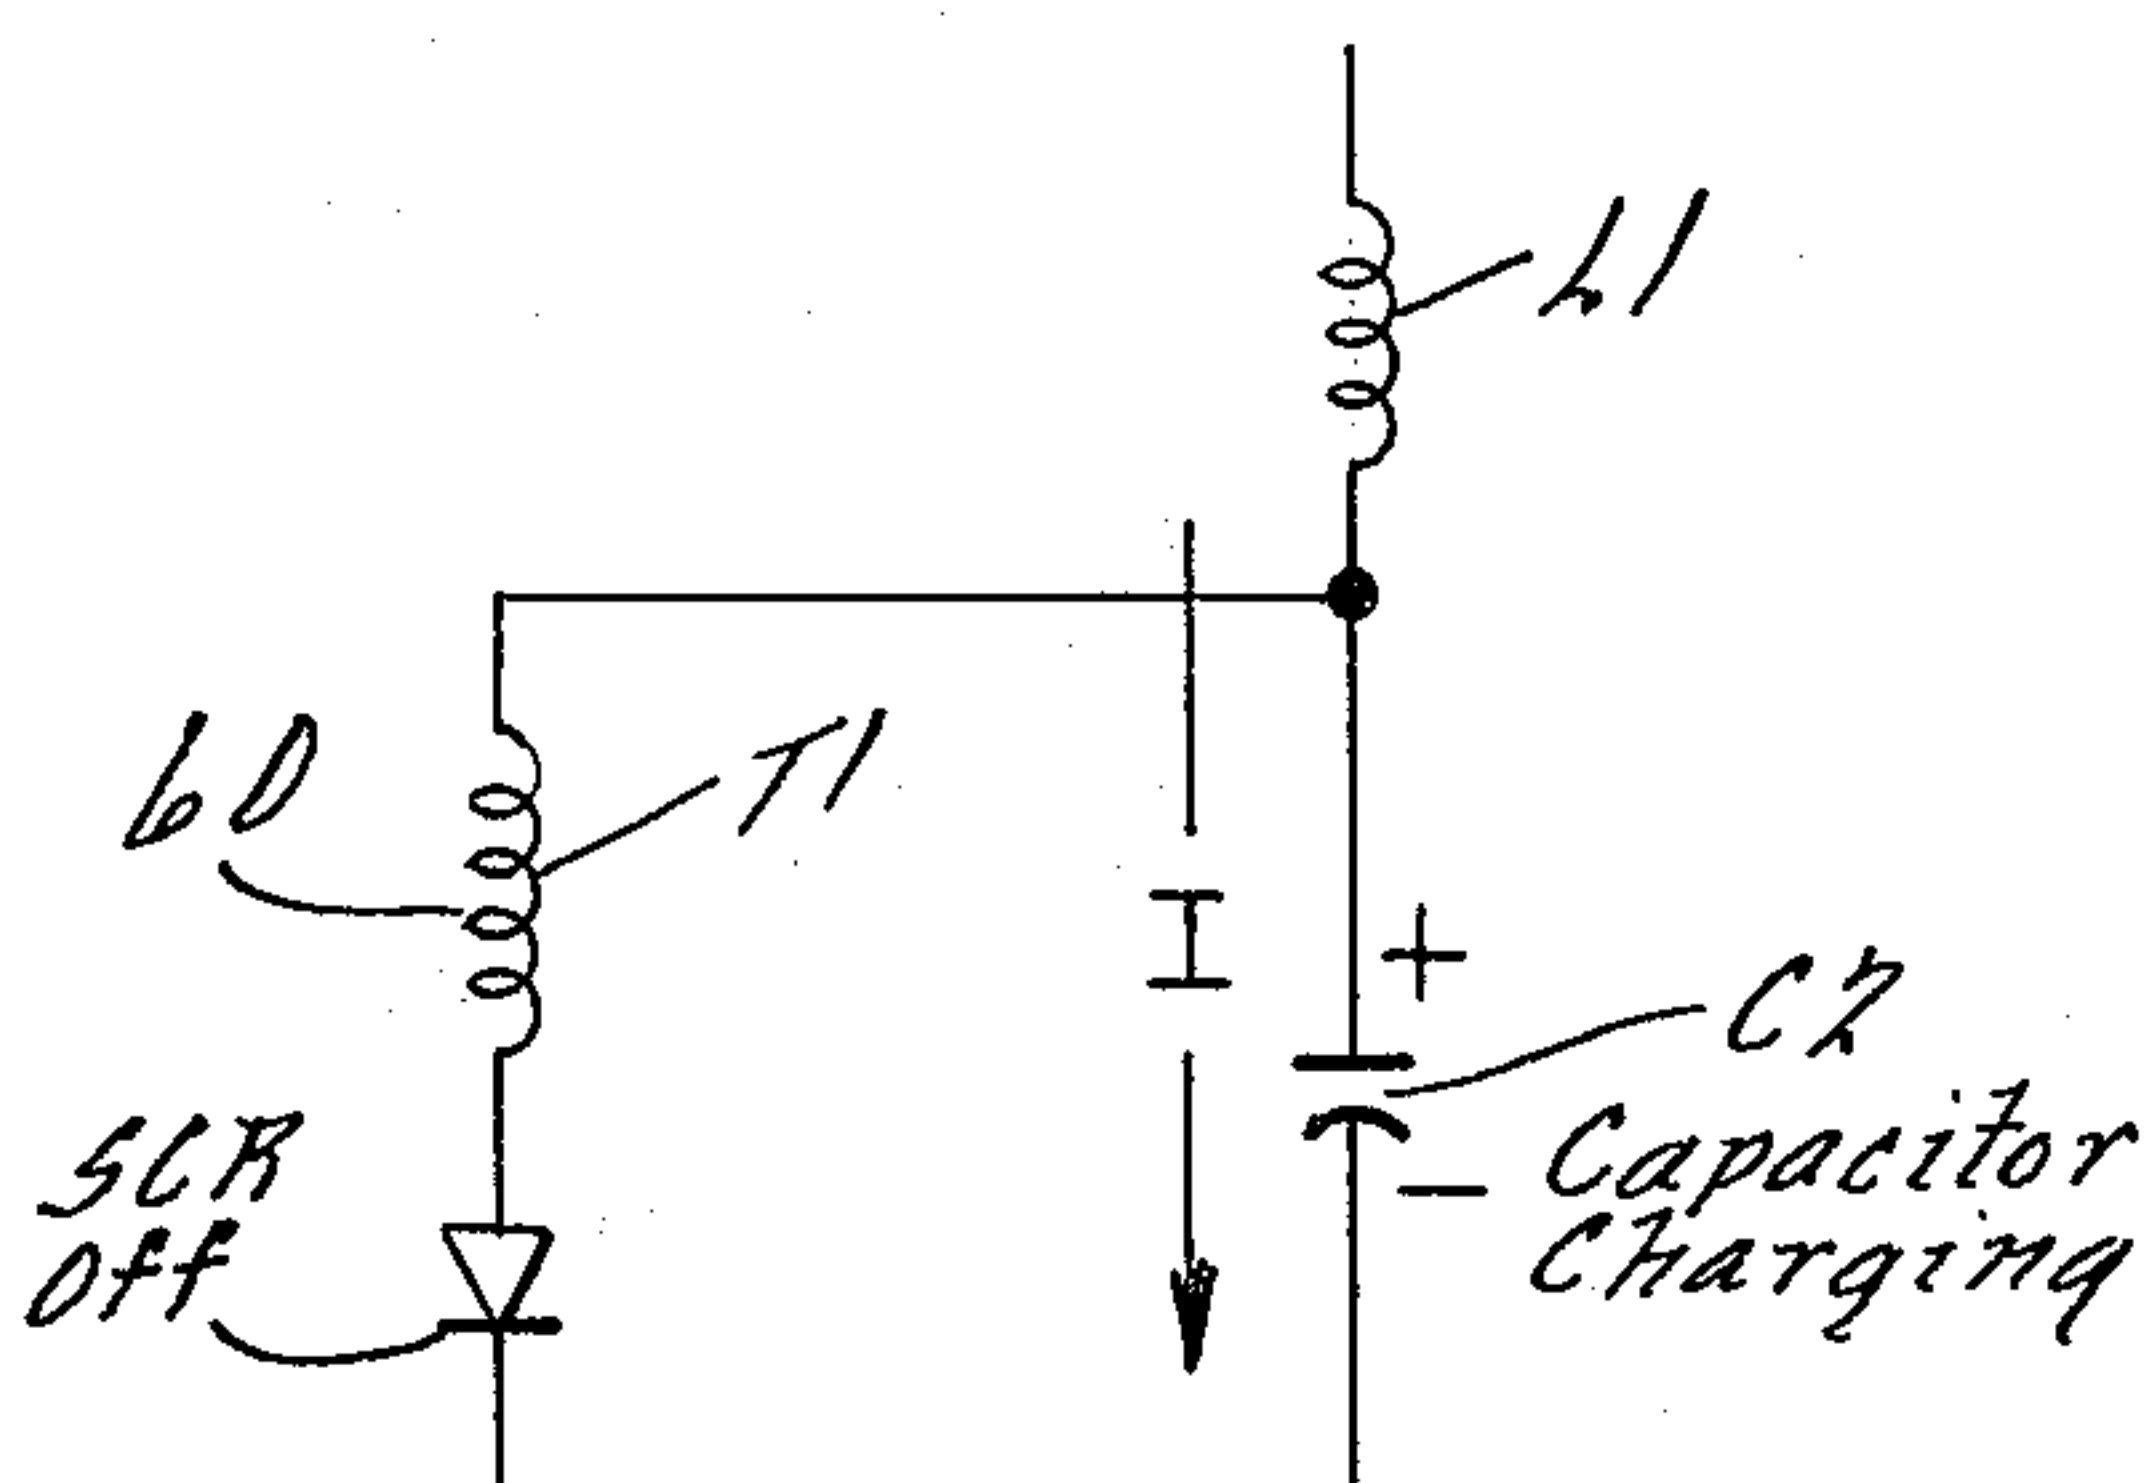 L1
60
T1
I
+
C2
SCR
Off
-
Capacitor
Charging